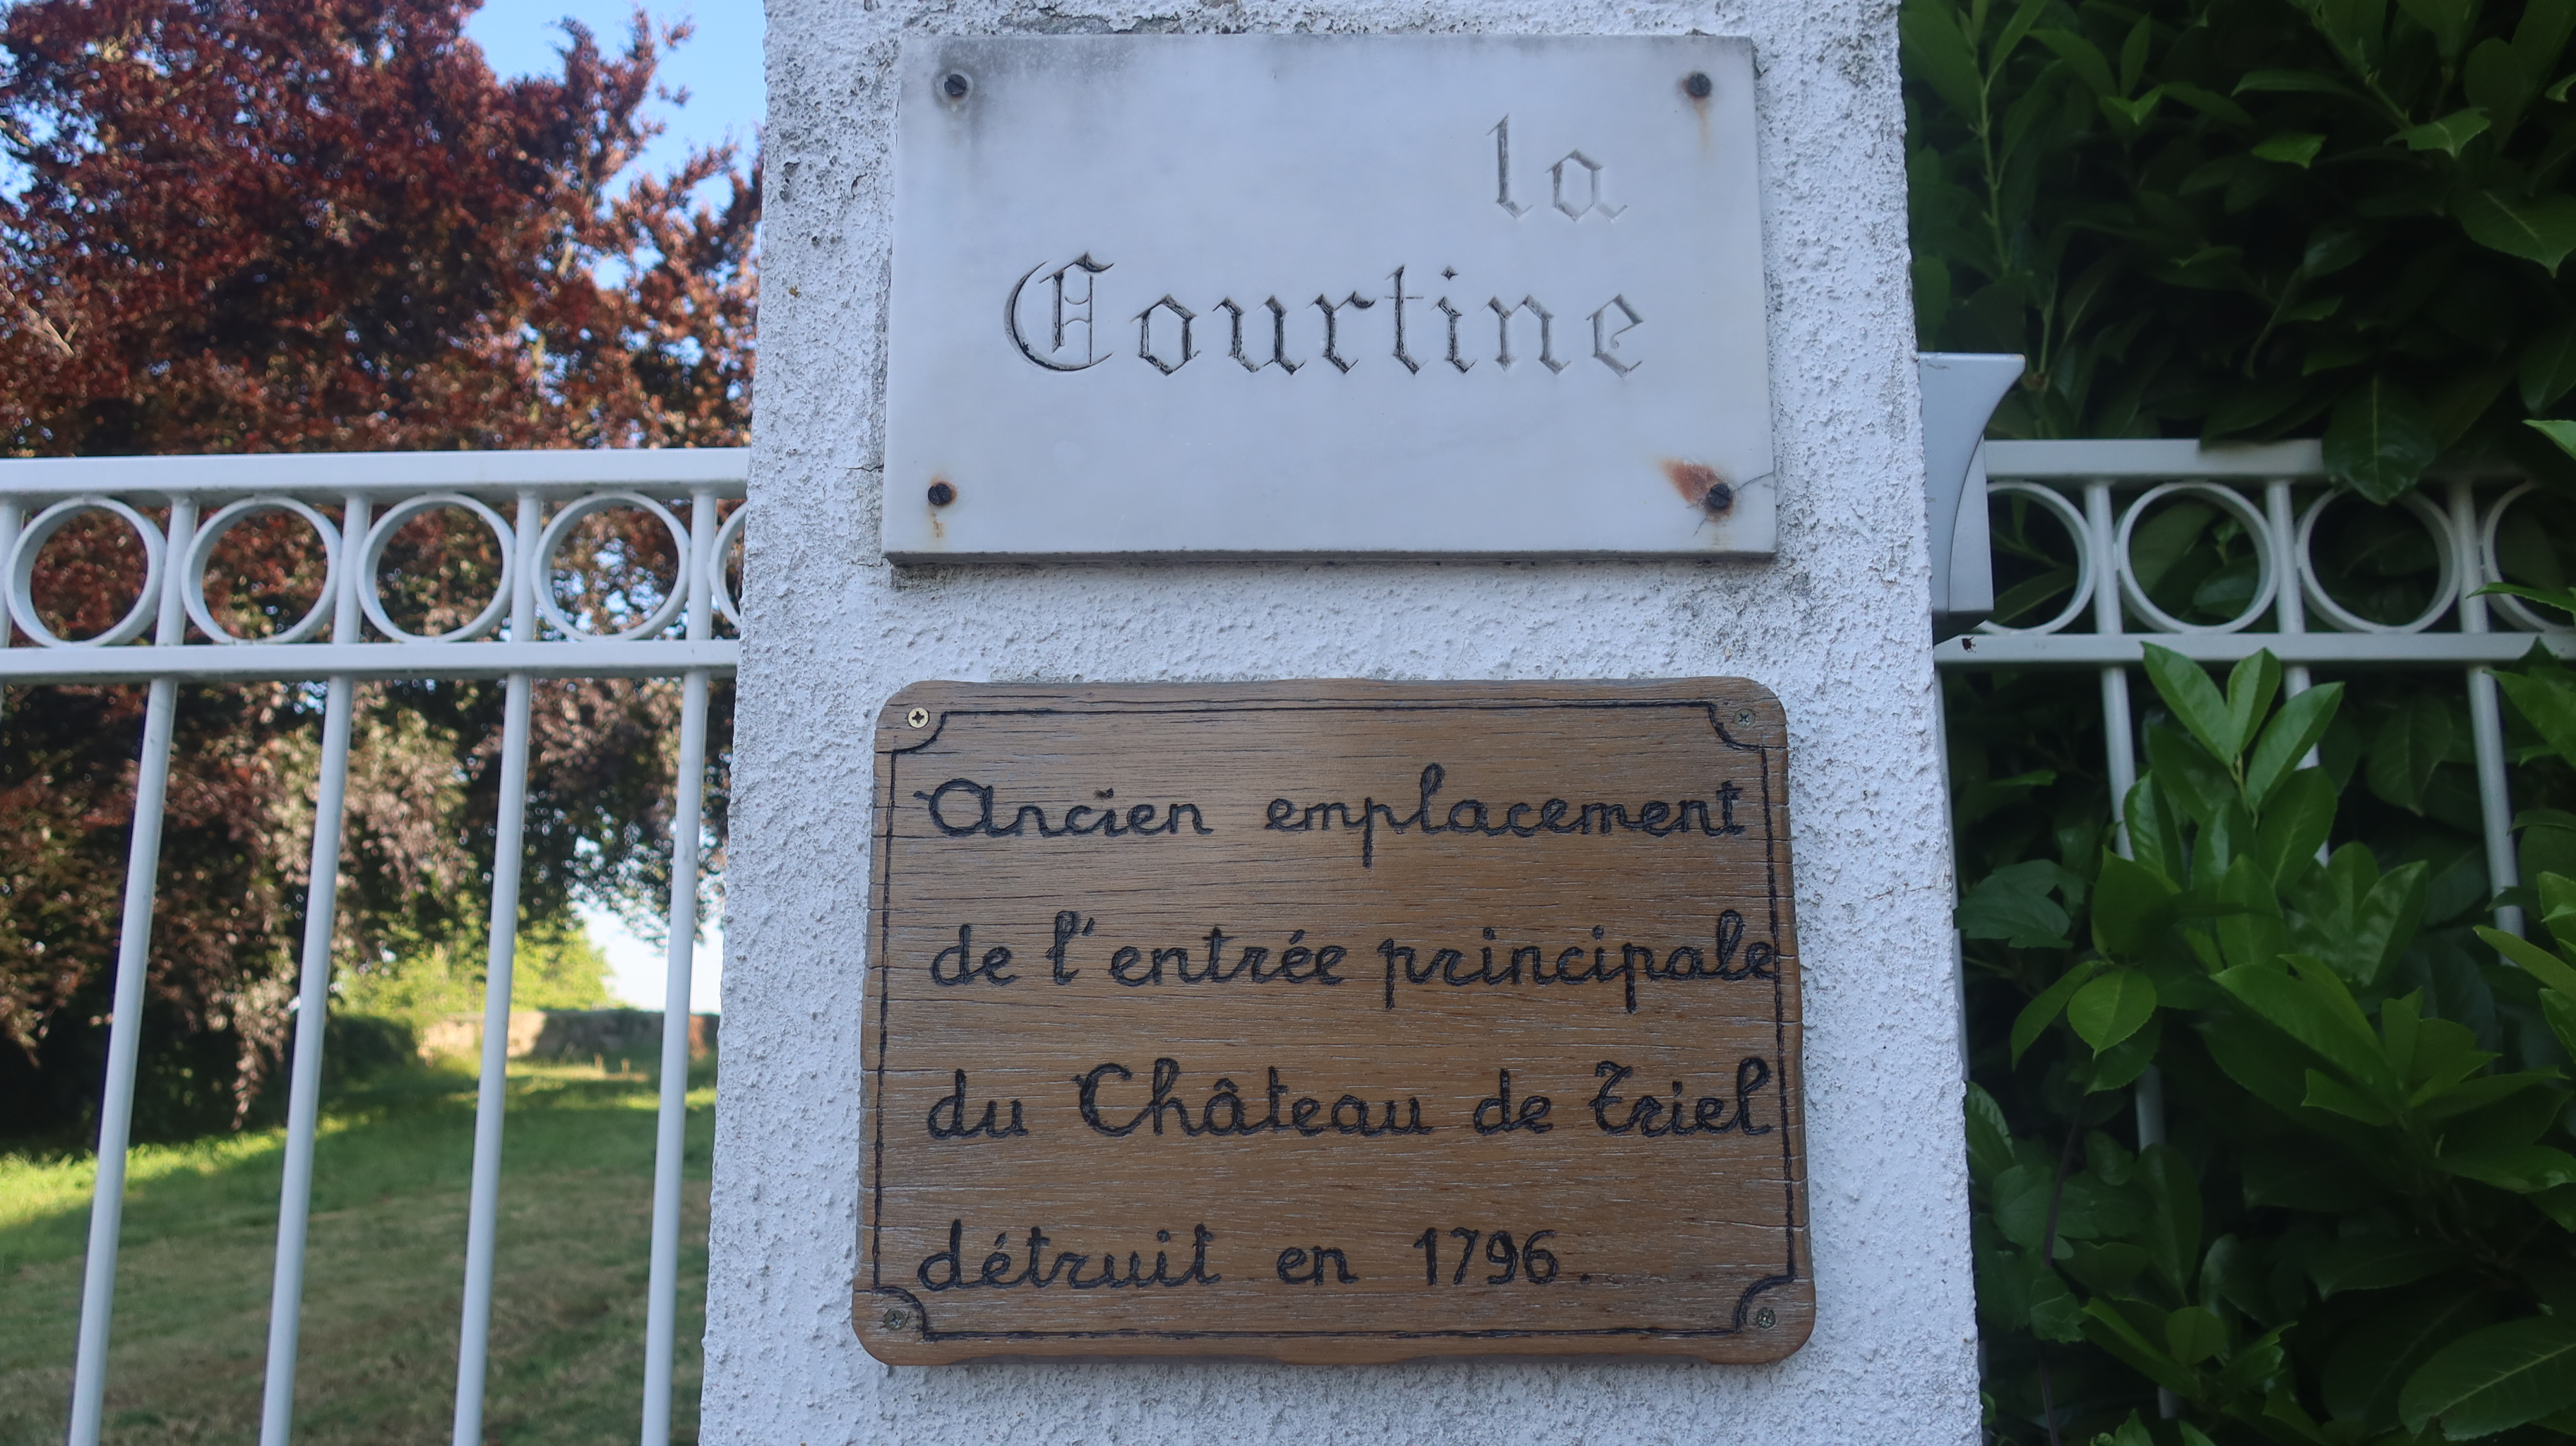 la
Courtine
Ancien emplacement
de l'entrée principale
du Château de Triel
détruit en 1796.